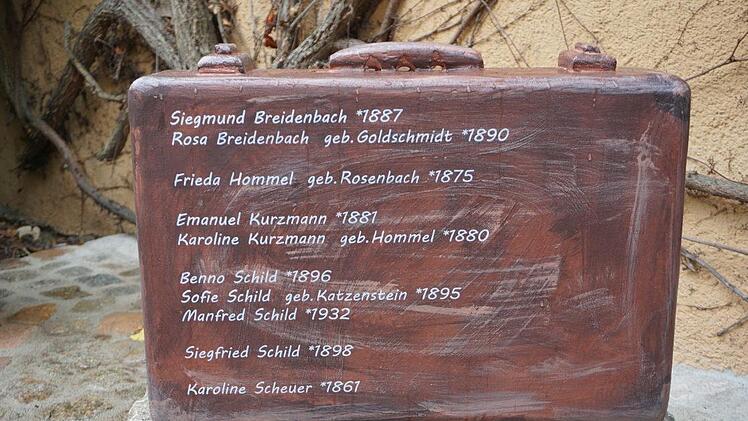 Siegmund Breidenbach *1887
Rosa Breidenbach geb.Goldschmidt *1890
Frieda Hommel geb.Rosenbach *1875
Emanuel Kurzmann *1881
Karoline Kurzmann geb.Hommel *1880
Benno Schild *1896
Sofie Schild geb.Katzenstein *1895
Manfred Schild *1932
Siegfried Schild *1898
Karoline Scheuer *1861